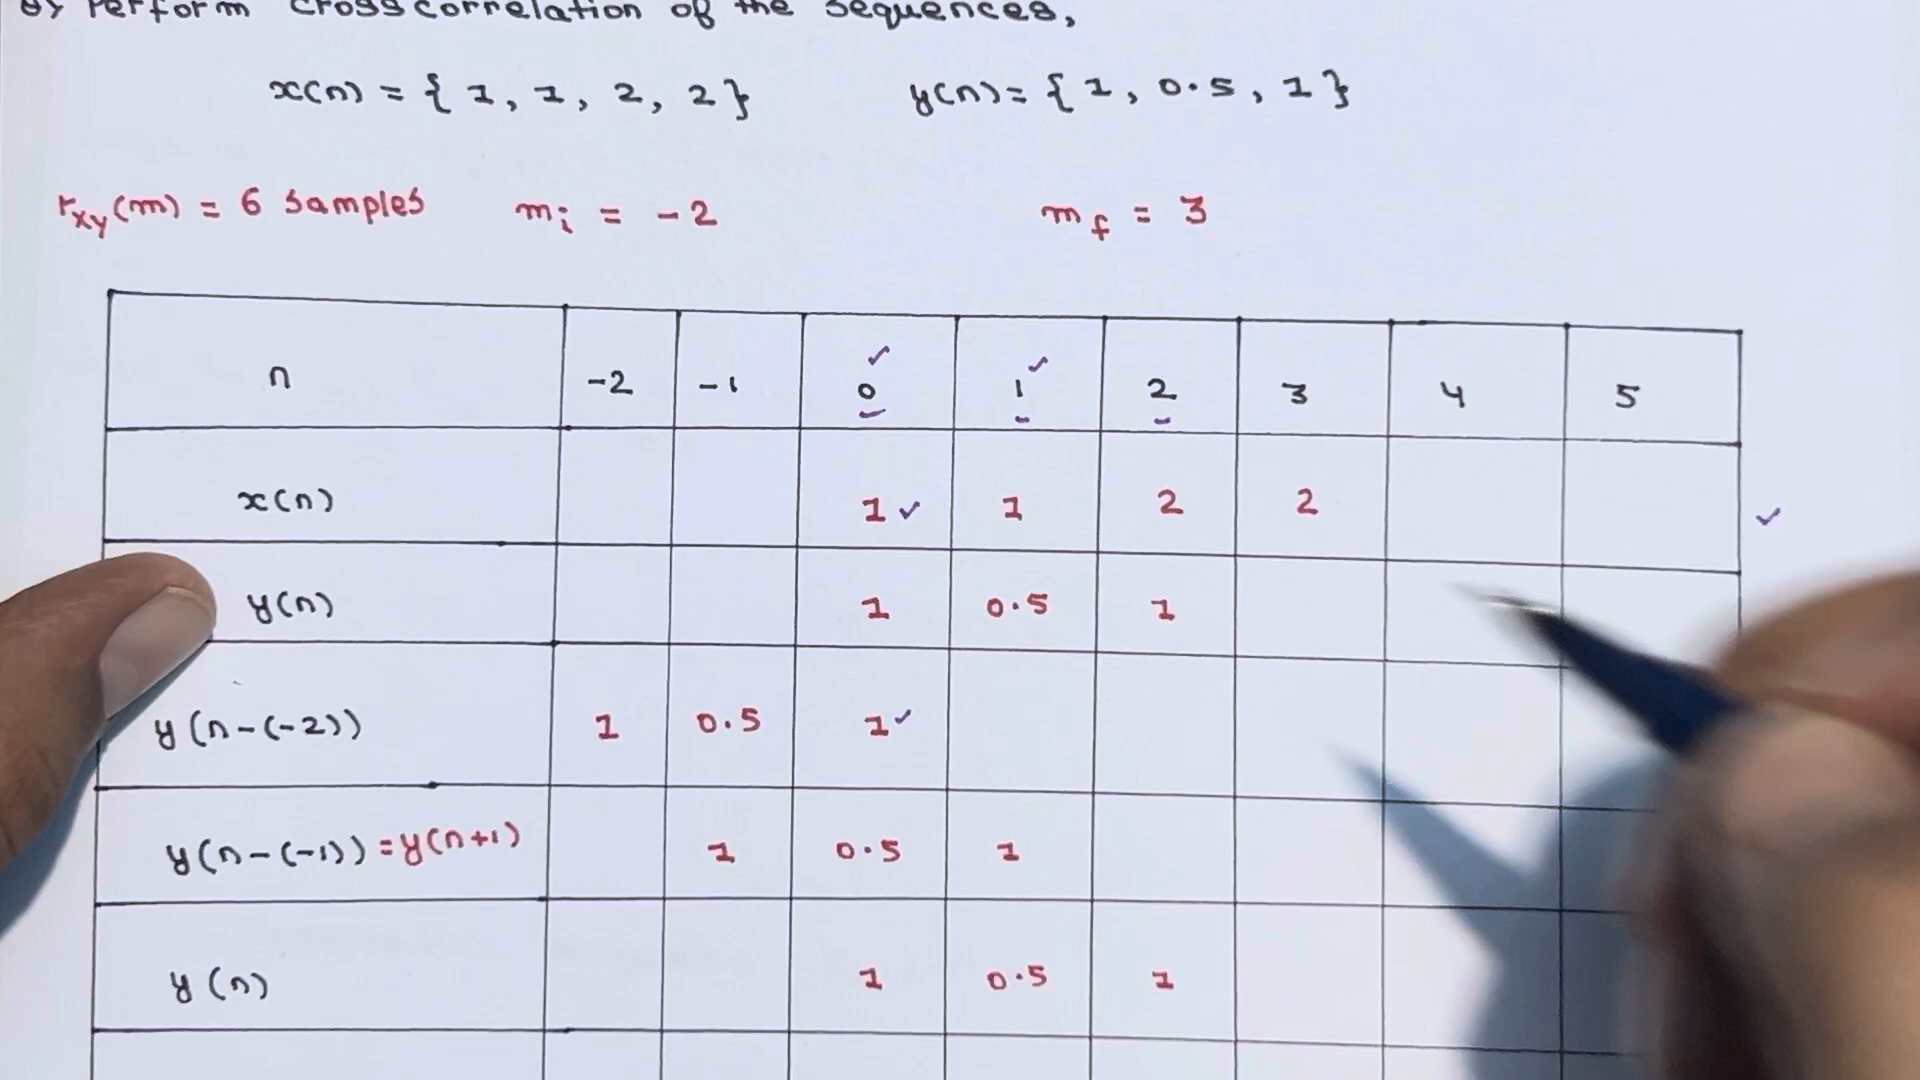 Perform Cross correlation of the sequences,
x(n) = { 1, 1, 2, 2 } y(n) = { 1, 0.5, 1 }
rxy(m) = 6 samples mi = -2 mf = 3
n -2 -1 0 1 2 3 4 5
x(n) 1 1 2 2
y(n) 1 0.5 1
y(n-(-2)) 1 0.5 1
y(n-(-1)) = y(n+1) 1 0.5 1
y(n) 1 0.5 1